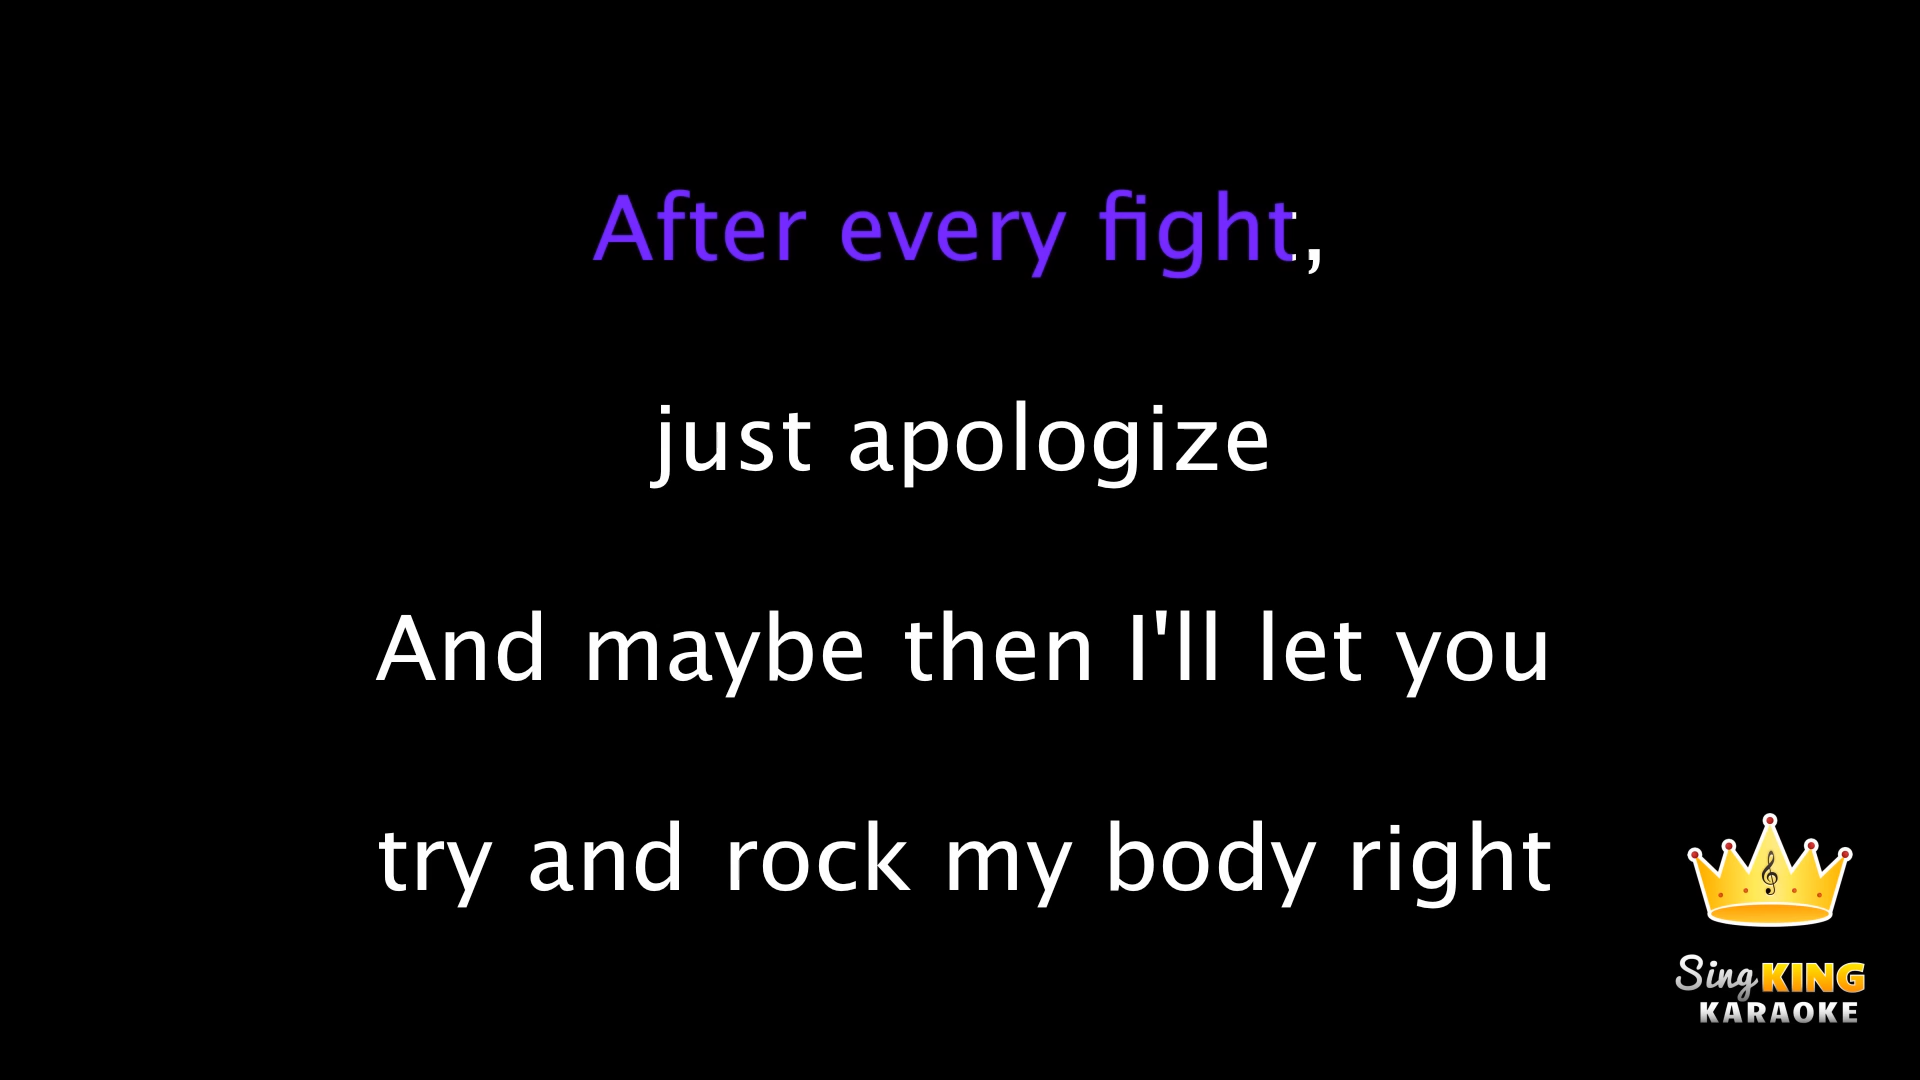 After every fight,
just apologize
And maybe then I'll let you
try and rock my body right
Sing KING
KARAOKE